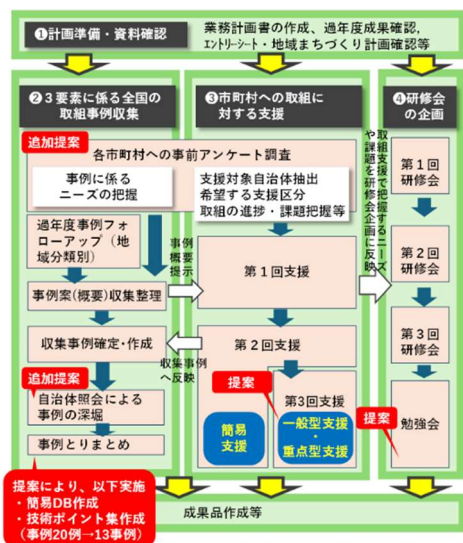 ❶計画準備・資料確認
業務計画書の作成、過年度成果確認,
ｴﾝﾄﾘｰｼｰﾄ・地域まちづくり計画確認等
❷３要素に係る全国の
取組事例収集
❸市町村への取組に
対する支援
❹研修会
の企画
追加提案
各市町村への事前アンケート調査
事例に係る
ニーズの把握
支援対象自治体抽出
希望する支援区分
取組の進捗・課題把握等
取組支援で把握するニーズ
や課題を研修会企画に反映
第１回
研修会
過年度事例フォ
ローアップ（地
域分類別）
事例
概要
提示
第１回支援
第２回
研修会
事例案(概要)収集整理
収集事例確定・作成
収集事例
へ反映
第２回支援
第３回
研修会
追加提案
自治体照会による
事例の深堀
事例とりまとめ
提案
第3回支援
簡易
支援
一般型支援
・
重点型支援
提案
勉強会
提案により、以下実施
・簡易DB作成
・技術ポイント集作成
（事例20例→13事例）
成果品作成等